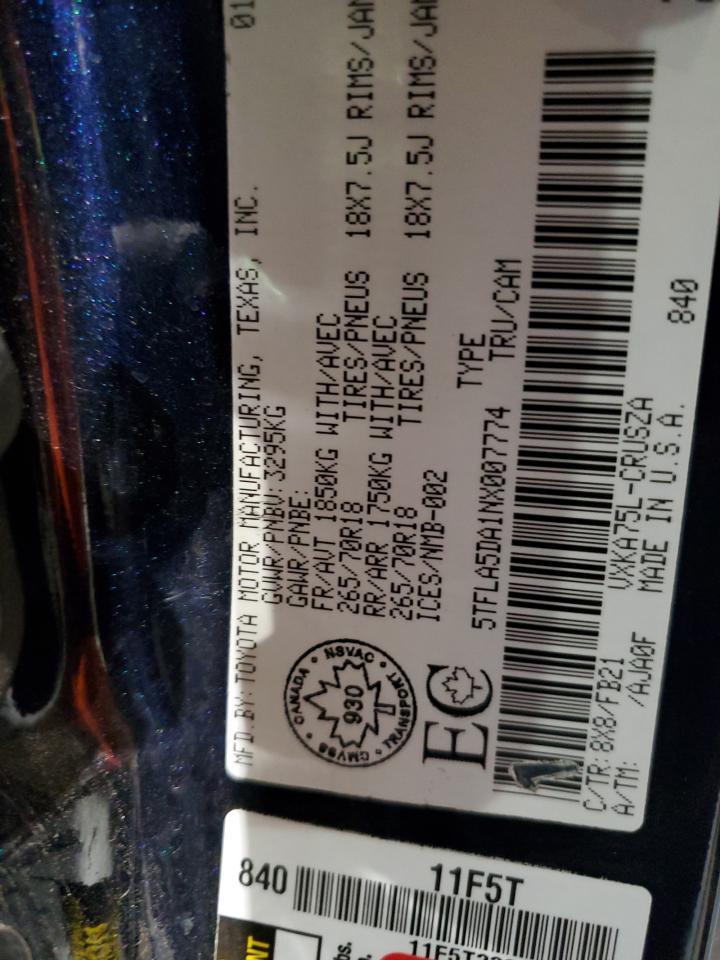 01
MFD.BY:TOYOTA MOTOR MANUFACTURING, TEXAS, INC.
GVWR/PNBV:3295KG
GAWR/PNBE:
FR/AVT 1850KG WITH/AVEC
265/70R18 TIRES/PNEUS 18X7.5J RIMS/JAN
RR/ARR 1750KG WITH/AVEC
265/70R18 TIRES/PNEUS 18X7.5J RIMS/JAN
ICES/NMB-002
CANADA • NSVAC • TRANSPORT • CMVSS
930
EC
TYPE
5TFLA5DA1NX007774 TRU/CAM
C/TR:8X8/FB21 VXKA75L-CRUSZA 840
A/TM: /AJA0F MADE IN U.S.A.
840 11F5T
11F5T